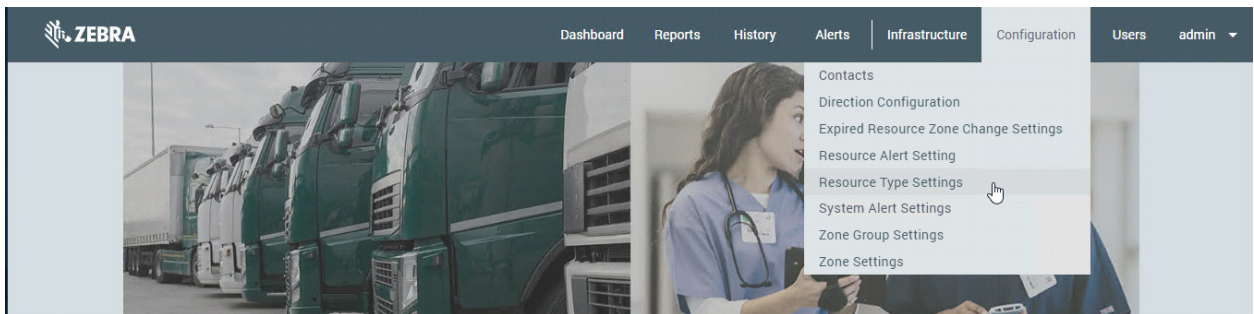 ZEBRA
Dashboard Reports History Alerts Infrastructure Configuration Users admin
Contacts
Direction Configuration
Expired Resource Zone Change Settings
Resource Alert Setting
Resource Type Settings
System Alert Settings
Zone Group Settings
Zone Settings